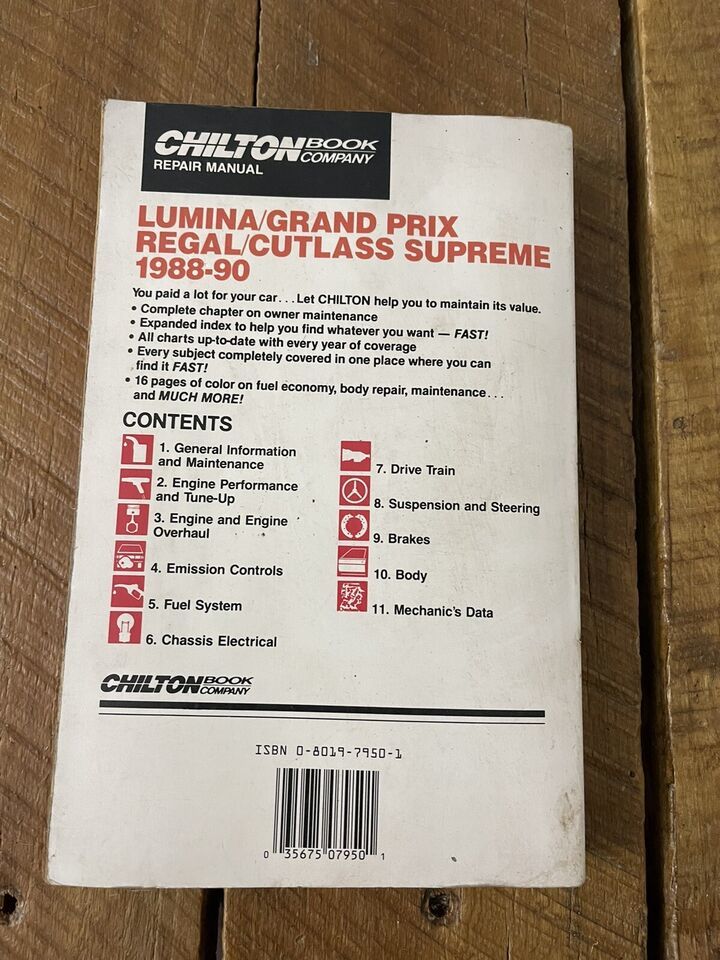 CHILTON BOOK COMPANY
REPAIR MANUAL
LUMINA/GRAND PRIX
REGAL/CUTLASS SUPREME
1988-90
You paid a lot for your car... Let CHILTON help you to maintain its value.
• Complete chapter on owner maintenance
• Expanded index to help you find whatever you want — FAST!
• All charts up-to-date with every year of coverage
• Every subject completely covered in one place where you can
find it FAST!
• 16 pages of color on fuel economy, body repair, maintenance...
and MUCH MORE!
CONTENTS
1. General Information
and Maintenance
2. Engine Performance
and Tune-Up
3. Engine and Engine
Overhaul
4. Emission Controls
5. Fuel System
6. Chassis Electrical
7. Drive Train
8. Suspension and Steering
9. Brakes
10. Body
11. Mechanic's Data
CHILTON BOOK COMPANY
ISBN 0-8019-7950-1
0 35675 07950 1